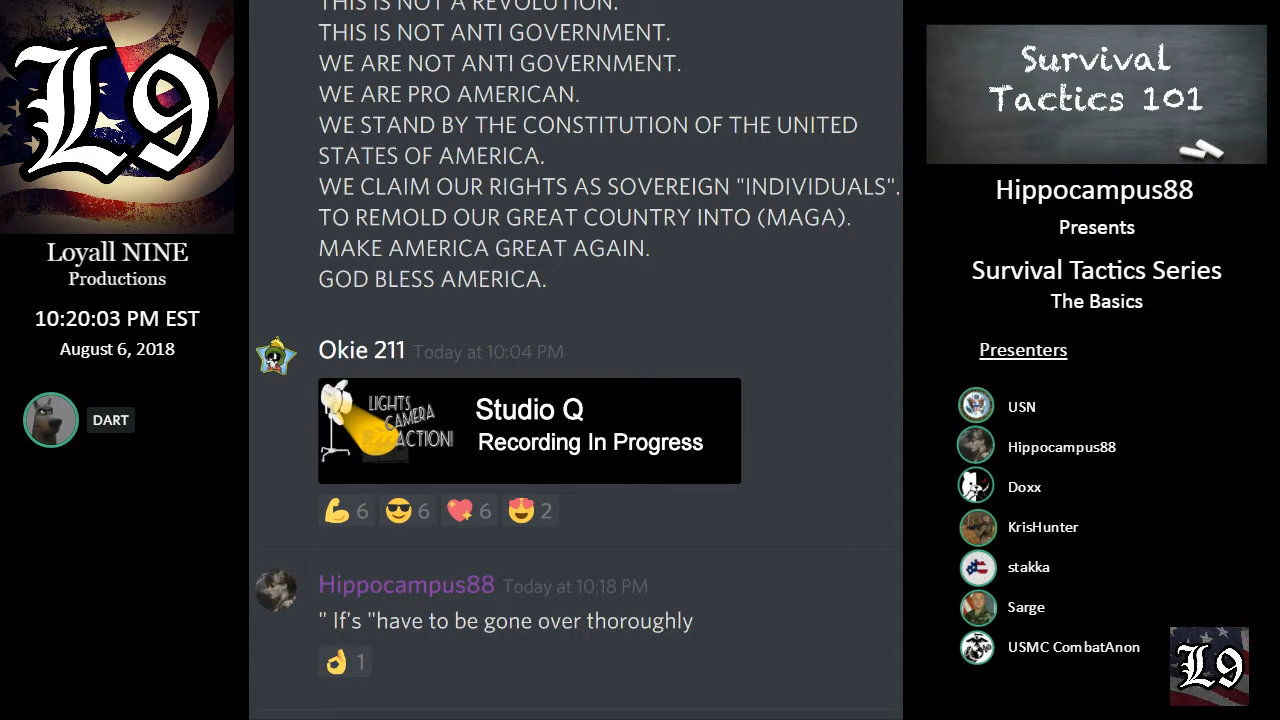 L9
Loyall NINE
Productions
10:20:03 PM EST
August 6, 2018
DART
THIS IS NOT A REVOLUTION.
THIS IS NOT ANTI GOVERNMENT.
WE ARE NOT ANTI GOVERNMENT.
WE ARE PRO AMERICAN.
WE STAND BY THE CONSTITUTION OF THE UNITED
STATES OF AMERICA.
WE CLAIM OUR RIGHTS AS SOVEREIGN "INDIVIDUALS".
TO REMOLD OUR GREAT COUNTRY INTO (MAGA).
MAKE AMERICA GREAT AGAIN.
GOD BLESS AMERICA.
Okie 211 Today at 10:04 PM
LIGHTS
CAMERA
ACTION!
Studio Q
Recording In Progress
6 6 6 2
Hippocampus88 Today at 10:18 PM
" If's "have to be gone over thoroughly
1
Survival
Tactics 101
Hippocampus88
Presents
Survival Tactics Series
The Basics
Presenters
USN
Hippocampus88
Doxx
KrisHunter
stakka
Sarge
USMC CombatAnon
L9